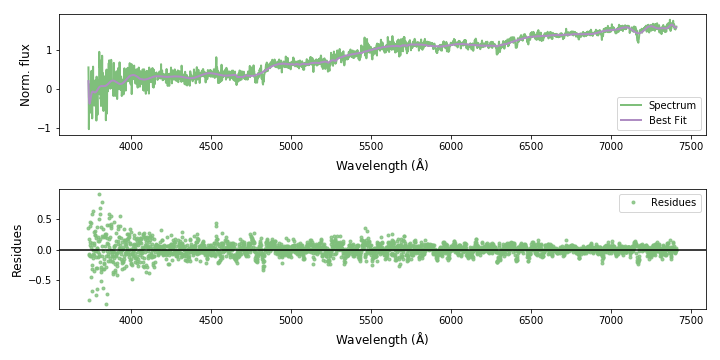 Norm. flux
1
0
−1
Spectrum
Best Fit
4000 4500 5000 5500 6000 6500 7000 7500
Wavelength (Å)
Residues
0.5
0.0
−0.5
Residues
4000 4500 5000 5500 6000 6500 7000 7500
Wavelength (Å)